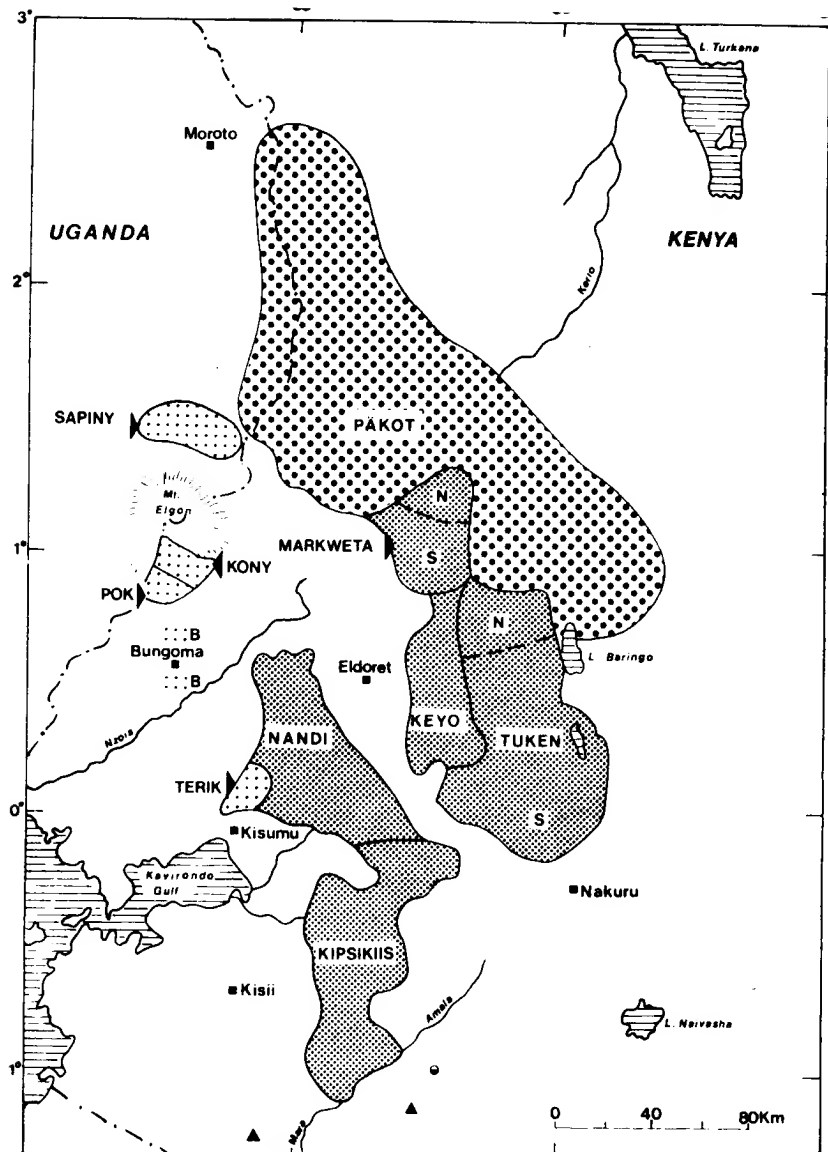 3°
L. Turkana
Moroto
UGANDA
KENYA
2°
Kerio
SAPINY
PÄKOT
Mt.
Elgon
N
MARKWETA
1°
S
KONY
POK
B
Bungoma
B
N
L. Baringo
Eldoret
Nzoia
NANDI
KEYO
TUKEN
TERIK
0°
S
Kisumu
Kavirondo
Gulf
Nakuru
KIPSIKIIS
Kisii
Amala
L. Naivasha
1°
Mara
0 40 80Km